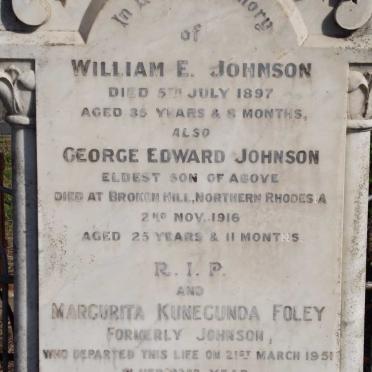 In
of
WILLIAM E. JOHNSON
DIED 5TH JULY 1897
AGED 35 YEARS & 8 MONTHS,
ALSO
GEORGE EDWARD JOHNSON
ELDEST SON OF ABOVE
DIED AT BROKEN HILL, NORTHERN RHODESIA
2ND NOV. 1916
AGED 25 YEARS & 11 MONTHS
R.I.P.
AND
MARGURITA KUNEGUNDA FOLEY
FORMERLY JOHNSON,
WHO DEPARTED THIS LIFE ON 21ST MARCH 1951